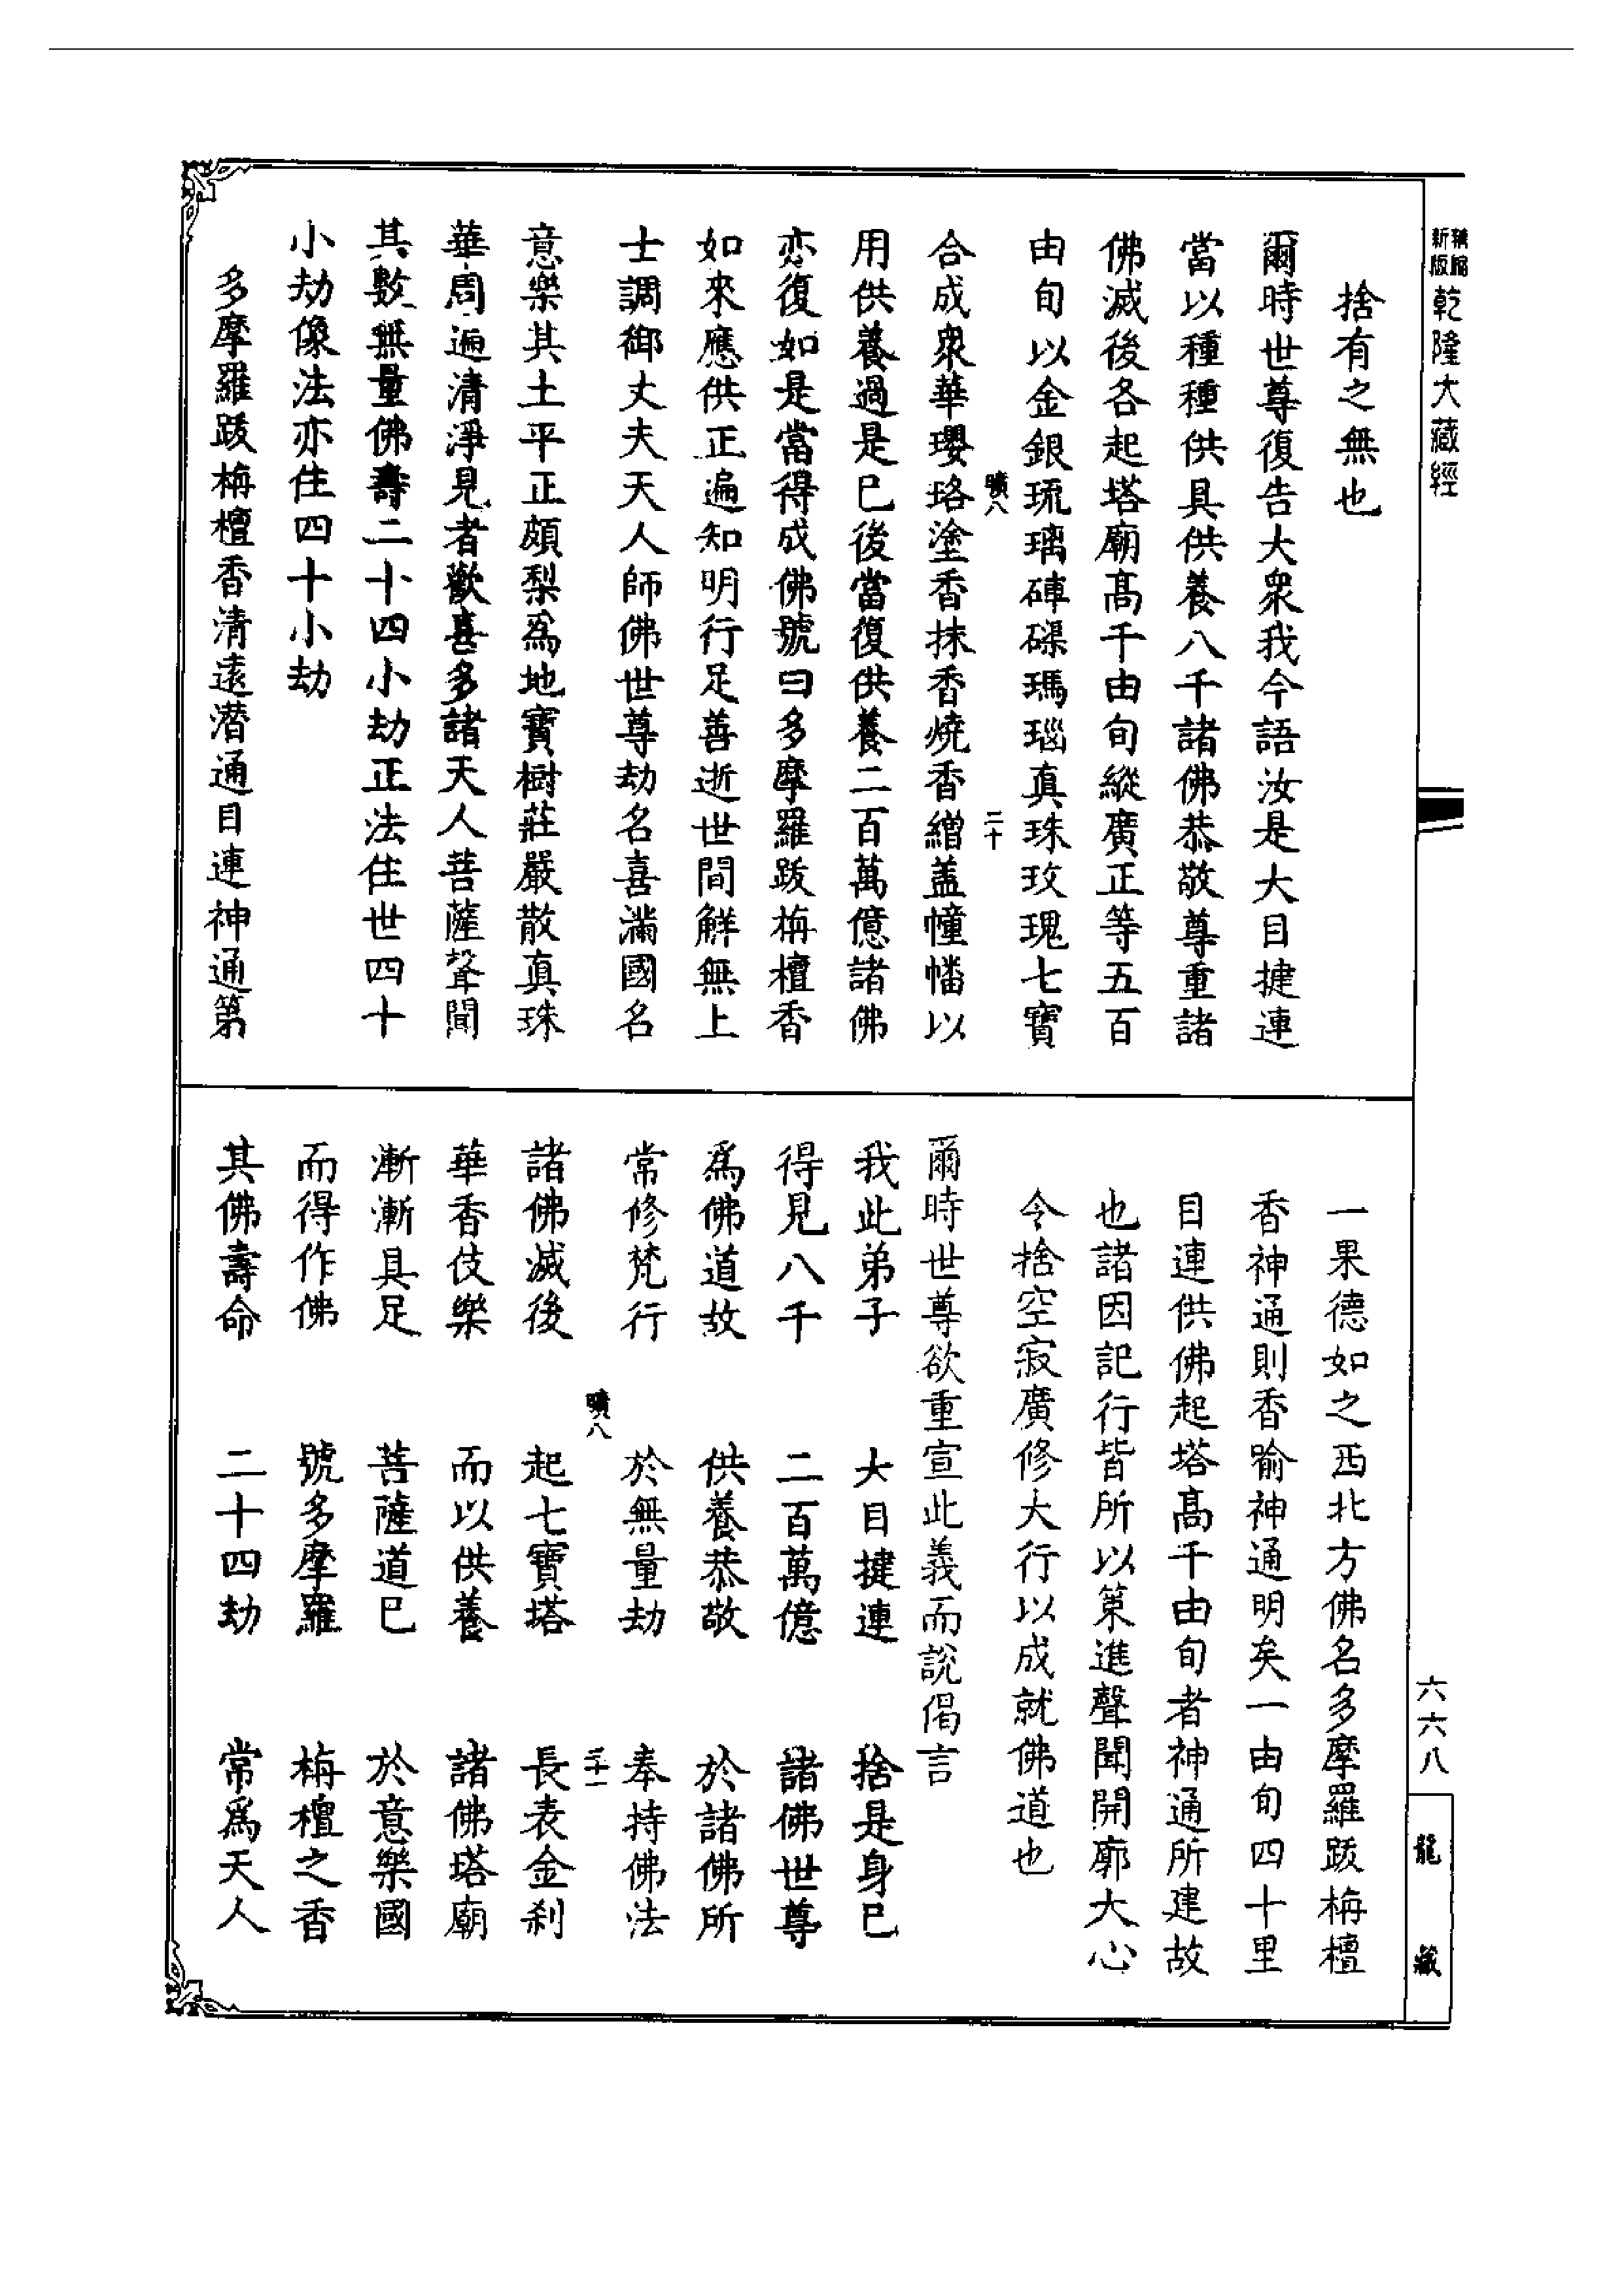 新版
精縮
乾隆大藏經
捨有之無也
爾時世尊復告大衆我今語汝是大目揵連
當以種種供具供養八千諸佛恭敬尊重諸
佛滅後各起塔廟髙千由旬縱廣正等五百
由旬以金銀琉璃硨磲瑪瑙真珠玫瑰七寶
曠八
二十
合成衆華瓔珞塗香抹香燒香繒盖幢幡以
用供養過是巳後當復供養二百萬億諸佛
亦復如是當得成佛號曰多摩羅跋栴檀香
如來應供正遍知明行足善逝世間解無上
士調御丈夫天人師佛世尊劫名喜滿國名
意樂其土平正頗梨為地寶樹莊嚴散真珠
華周遍清淨見者歡喜多諸天人菩薩聲聞
其數無量佛壽二十四小劫正法住世四十
小劫像法亦住四十小劫
多摩羅跋栴檀香清遠潜通目連神通第
一果德如之西北方佛名多摩羅跋栴檀
香神通則香喻神通明矣一由旬四十里
目連供佛起塔髙千由旬者神通所建故
也諸因記行皆所以策進聲聞開廓大心
令捨空寂廣修大行以成就佛道也
爾時世尊欲重宣此義而說偈言
我此弟子　大目揵連　捨是身巳
得見八千　二百萬億　諸佛世尊
爲佛道故　供養恭敬　於諸佛所
常修梵行　於無量劫　奉持佛法
曠八
二十一
諸佛滅後　起七寶塔　長表金剎
華香伎樂　而以供養　諸佛塔廟
漸漸具足　菩薩道巳　於意樂國
而得作佛　號多摩羅　栴檀之香
其佛壽命　二十四劫　常爲天人
六六八
龍藏